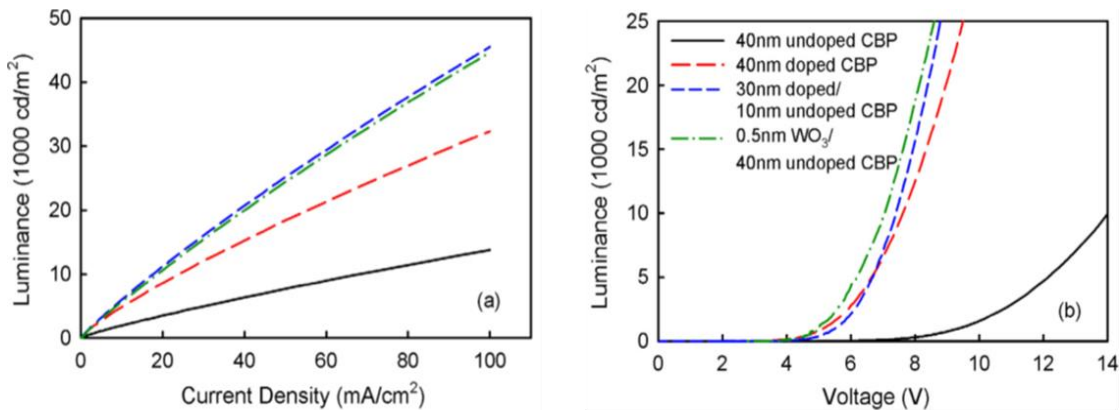 50
40
30
20
10
0
Luminance (1000 cd/m²)
0 20 40 60 80 100
Current Density (mA/cm²)
(a)
25
20
15
10
5
0
Luminance (1000 cd/m²)
40nm undoped CBP
40nm doped CBP
30nm doped/
10nm undoped CBP
0.5nm WO₃/
40nm undoped CBP
(b)
0 2 4 6 8 10 12 14
Voltage (V)